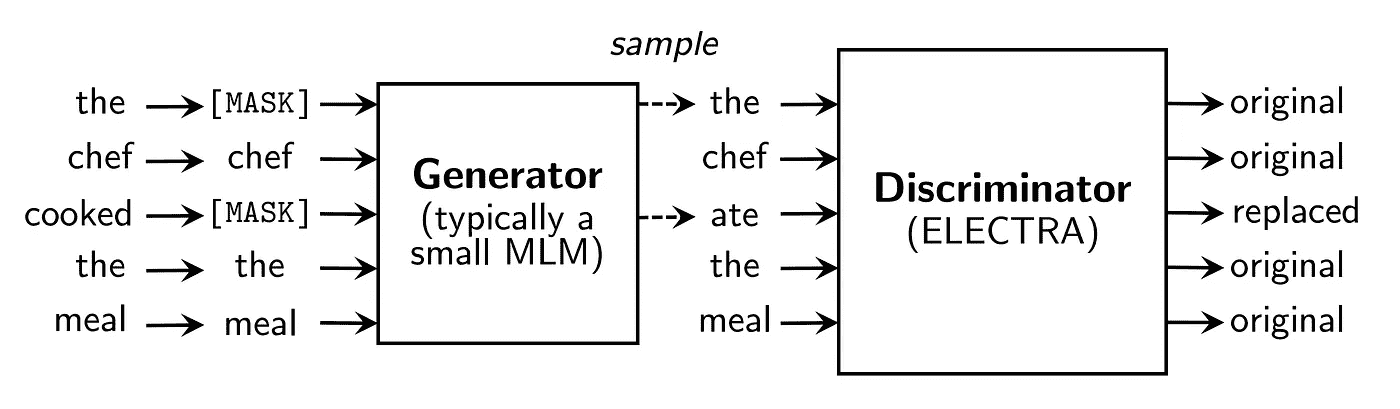 sample
the [MASK] the original
chef chef chef original
cooked [MASK] ate replaced
the the the original
meal meal meal original
Generator
(typically a
small MLM)
Discriminator
(ELECTRA)